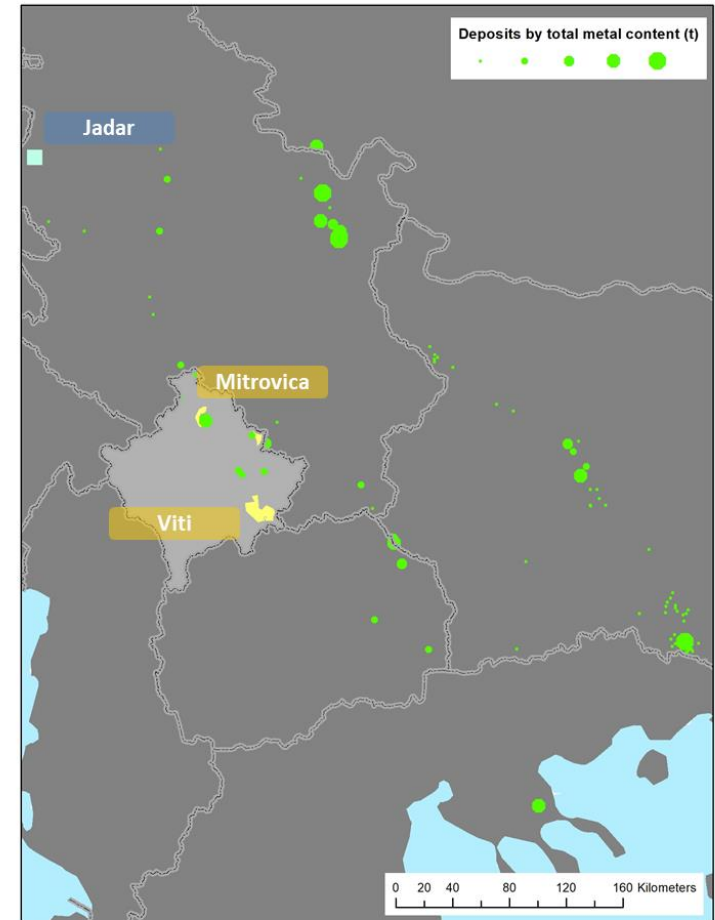 Deposits by total metal content (t)
Jadar
Mitrovica
Viti
0 20 40 80 120 160 Kilometers